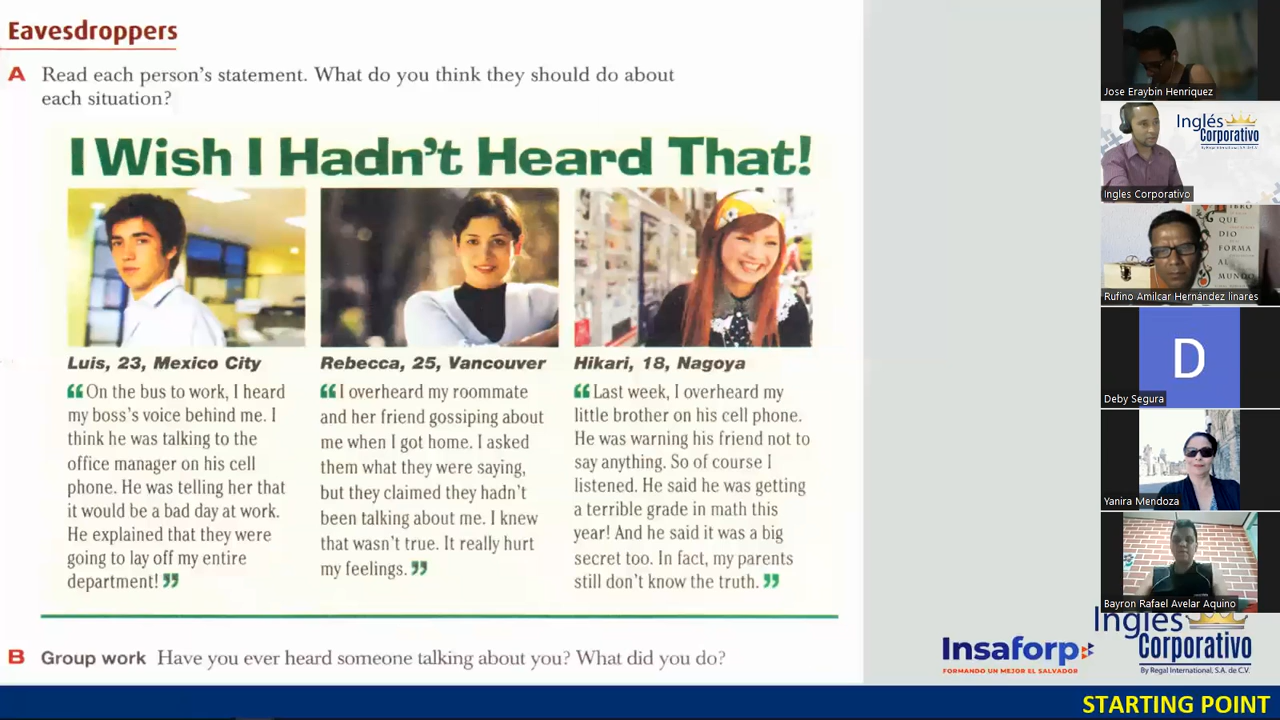 Eavesdroppers
A Read each person's statement. What do you think they should do about
each situation?
I Wish I Hadn't Heard That!
Luis, 23, Mexico City
"On the bus to work, I heard
my boss's voice behind me. I
think he was talking to the
office manager on his cell
phone. He was telling her that
it would be a bad day at work.
He explained that they were
going to lay off my entire
department!"
Rebecca, 25, Vancouver
"I overheard my roommate
and her friend gossiping about
me when I got home. I asked
them what they were saying,
but they claimed they hadn't
been talking about me. I knew
that wasn't true. It really hurt
my feelings."
Hikari, 18, Nagoya
"Last week, I overheard my
little brother on his cell phone.
He was warning his friend not to
say anything. So of course I
listened. He said he was getting
a terrible grade in math this
year! And he said it was a big
secret too. In fact, my parents
still don't know the truth."
B Group work Have you ever heard someone talking about you? What did you do?
Jose Eraybin Henriquez
Inglés
Corporativo
By Regal International, S.A. de C.V.
Ingles Corporativo
LIBRO
QUE
DIO
FORMA
AL
MUNDO
Rufino Amilcar Hernández linares
D
Deby Segura
Yanira Mendoza
Bayron Rafael Avelar Aquino
Insaforp
FORMANDO UN MEJOR EL SALVADOR
Inglés
Corporativo
By Regal International, S.A. de C.V.
STARTING POINT